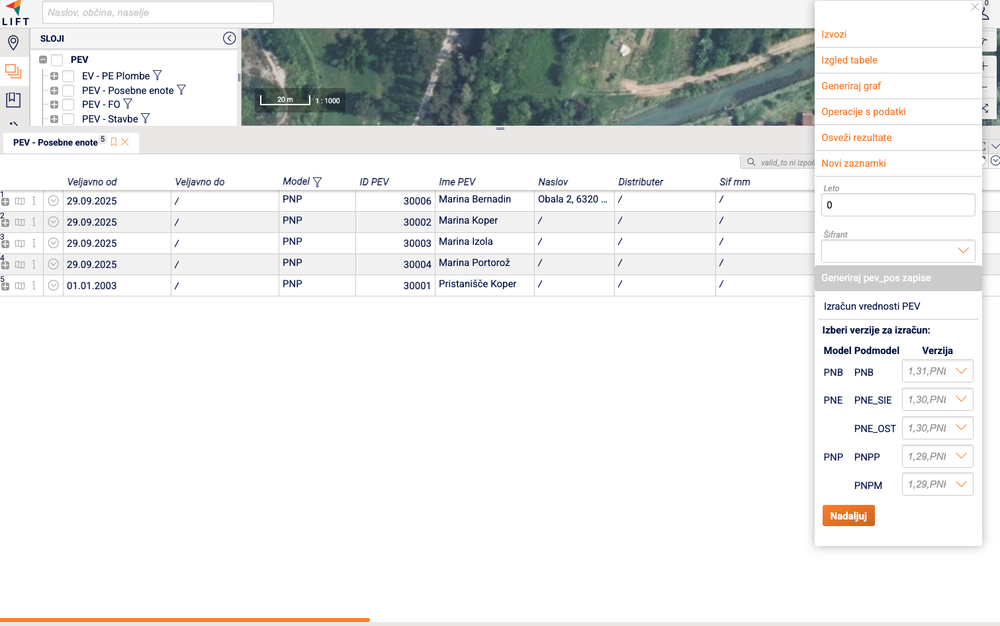 LIFT
Naslov, občina, naselje
0
SLOJI
PEV
EV - PE Plombe
PEV - Posebne enote
PEV - FO
PEV - Stavbe
20 m
1 : 1000
PEV - Posebne enote 5
valid_to ni izpol
Veljavno od Veljavno do Model ID PEV Ime PEV Naslov Distributer Sif mm
1 29.09.2025 / PNP 30006 Marina Bernadin Obala 2, 6320 ... / /
2 29.09.2025 / PNP 30002 Marina Koper / / /
3 29.09.2025 / PNP 30003 Marina Izola / / /
4 29.09.2025 / PNP 30004 Marina Portorož / / /
5 01.01.2003 / PNP 30001 Pristanišče Koper / / /
Izvozi
Izgled tabele
Generiraj graf
Operacije s podatki
Osveži rezultate
Novi zaznamki
Leto
0
Šifrant
Generiraj pev_pos zapise
Izračun vrednosti PEV
Izberi verzije za izračun:
Model Podmodel Verzija
PNB PNB 1,31,PNB
PNE PNE_SIE 1,30,PNE
PNE_OST 1,30,PNE
PNP PNPP 1,29,PNP
PNPM 1,29,PNP
Nadaljuj